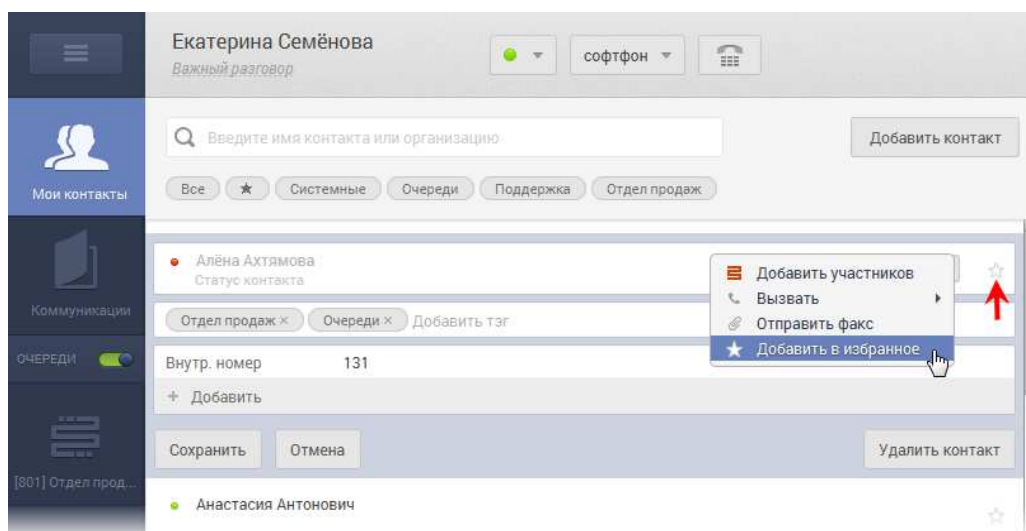 Екатерина Семёнова
Важный разговор
софтфон
Введите имя контакта или организацию
Добавить контакт
Все
Системные
Очереди
Поддержка
Отдел продаж
Мои контакты
Коммуникации
ОЧЕРЕДИ
[801] Отдел прод...
Алёна Ахтямова
Статус контакта
Добавить участников
Вызвать
Отправить факс
Добавить в избранное
Отдел продаж ×
Очереди ×
Добавить тэг
Внутр. номер 131
+ Добавить
Сохранить
Отмена
Удалить контакт
Анастасия Антонович